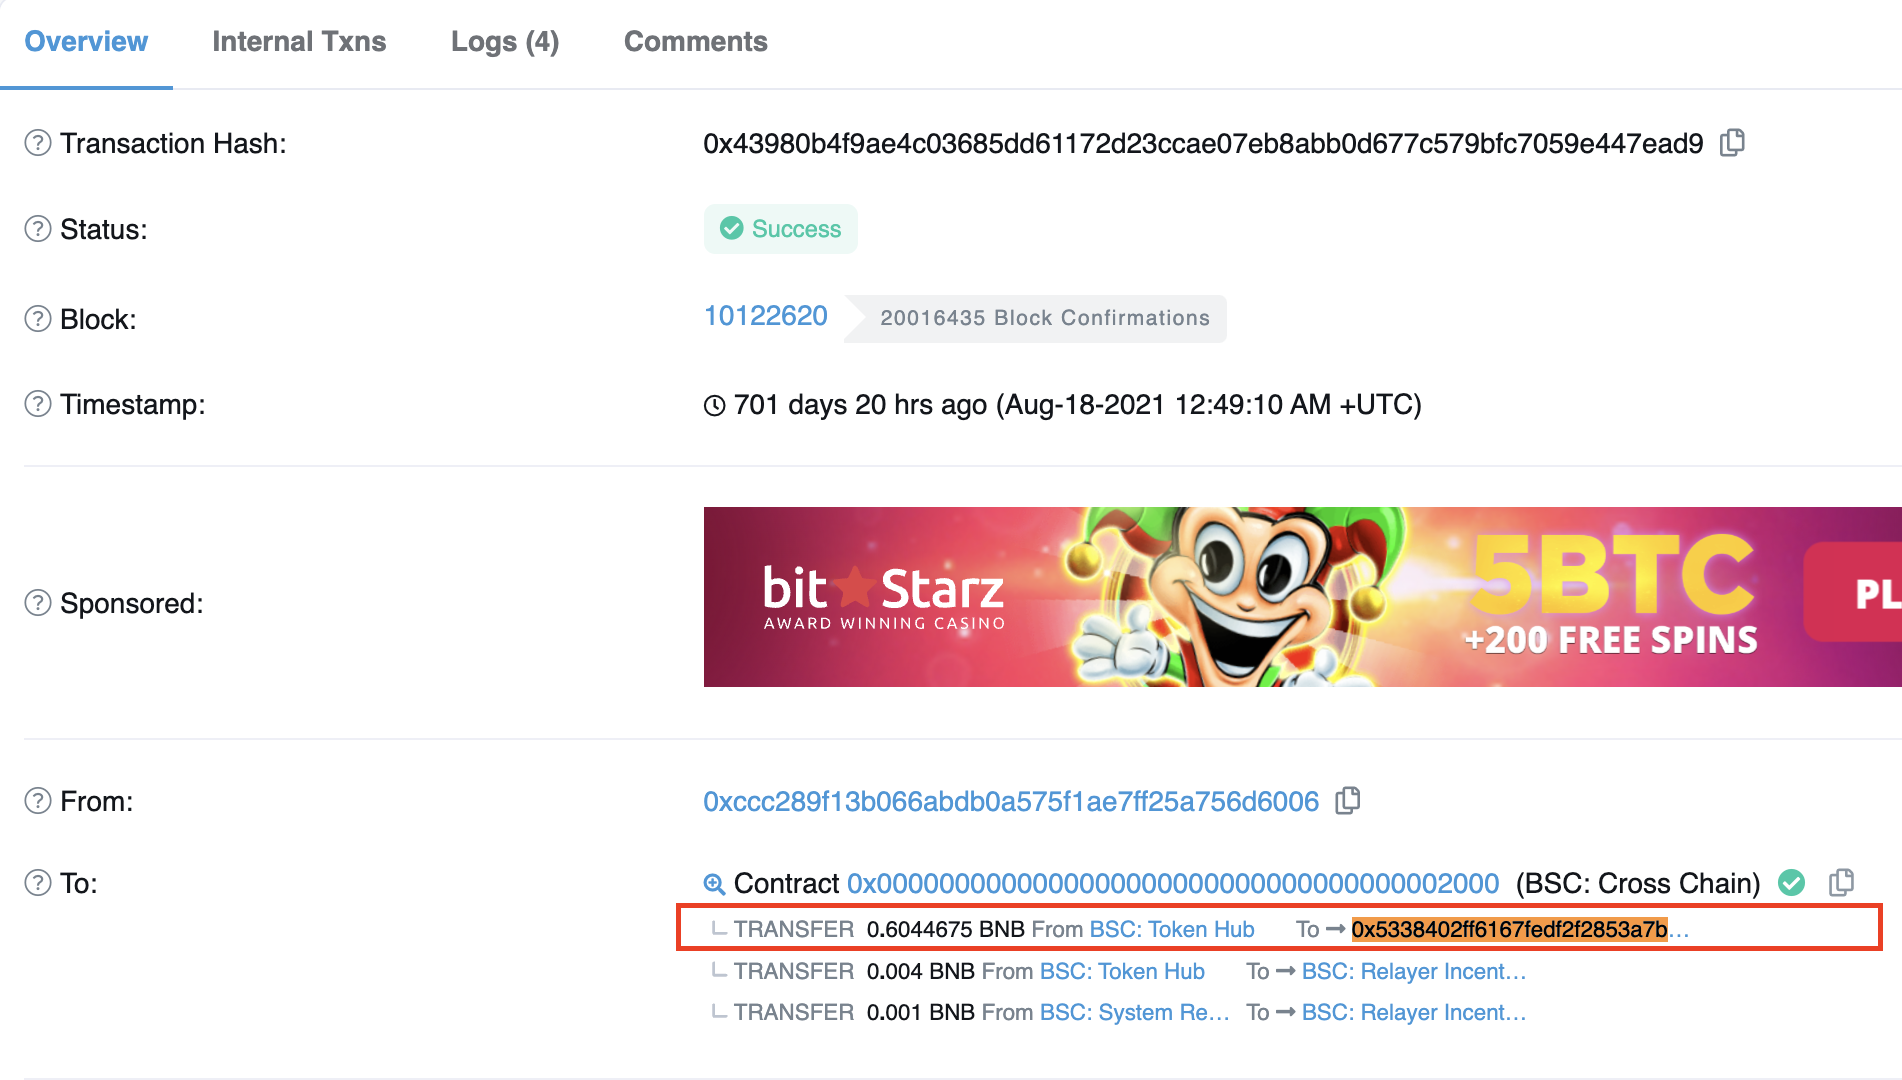 Overview Internal Txns Logs (4) Comments
Transaction Hash: 0x43980b4f9ae4c03685dd61172d23ccae07eb8abb0d677c579bfc7059e447ead9
Status: Success
Block: 10122620 20016435 Block Confirmations
Timestamp: 701 days 20 hrs ago (Aug-18-2021 12:49:10 AM +UTC)
Sponsored:
bit Starz
AWARD WINNING CASINO
5BTC
+200 FREE SPINS
PL
From: 0xccc289f13b066abdb0a575f1ae7ff25a756d6006
To: Contract 0x0000000000000000000000000000000000002000 (BSC: Cross Chain)
TRANSFER 0.6044675 BNB From BSC: Token Hub To → 0x5338402ff6167fedf2f2853a7b...
TRANSFER 0.004 BNB From BSC: Token Hub To → BSC: Relayer Incent...
TRANSFER 0.001 BNB From BSC: System Re... To → BSC: Relayer Incent...